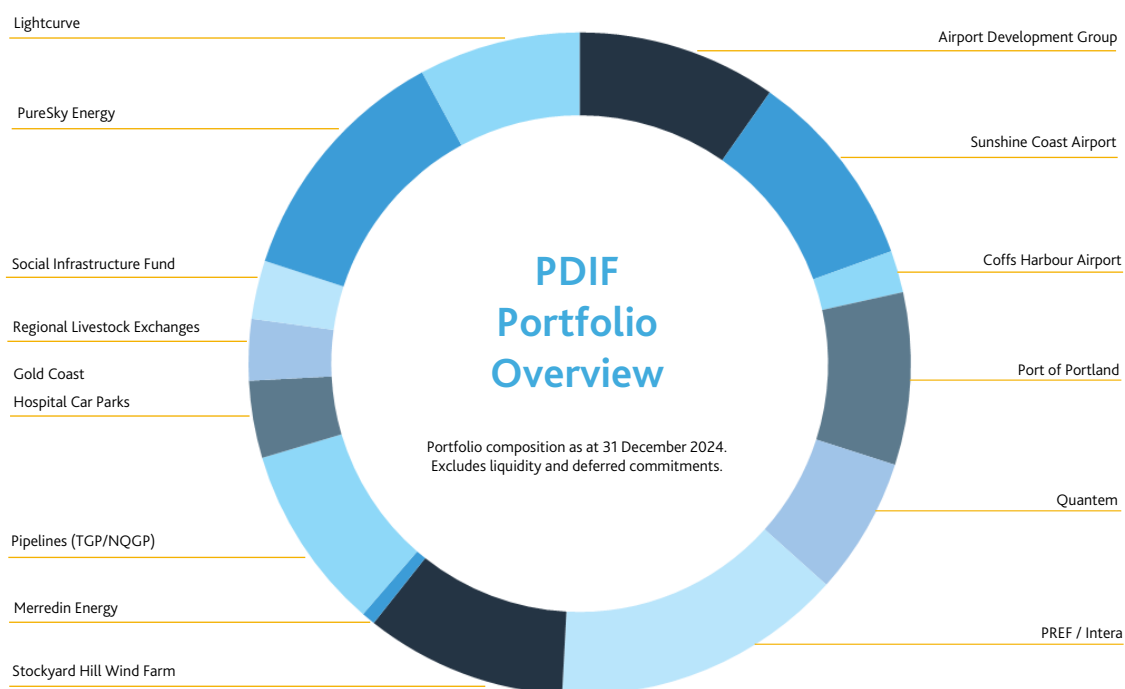 Lightcurve
Airport Development Group
PureSky Energy
Sunshine Coast Airport
Social Infrastructure Fund
Coffs Harbour Airport
PDIF
Portfolio
Overview
Regional Livestock Exchanges
Gold Coast
Hospital Car Parks
Port of Portland
Portfolio composition as at 31 December 2024.
Excludes liquidity and deferred commitments.
Quantem
Pipelines (TGP/NQGP)
Merredin Energy
PREF / Intera
Stockyard Hill Wind Farm